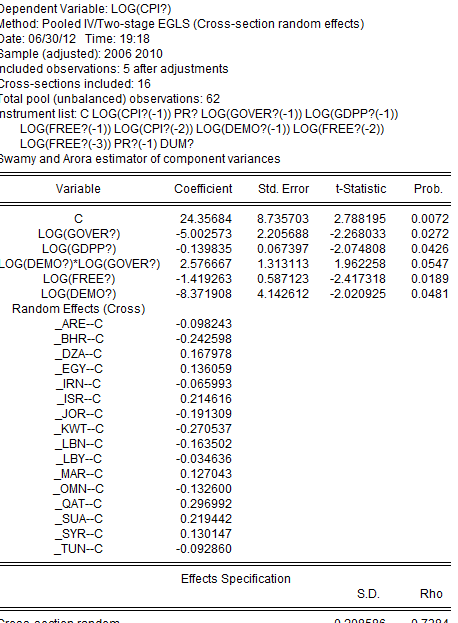 Dependent Variable: LOG(CPI?)
Method: Pooled IV/Two-stage EGLS (Cross-section random effects)
Date: 06/30/12 Time: 19:18
Sample (adjusted): 2006 2010
Included observations: 5 after adjustments
Cross-sections included: 16
Total pool (unbalanced) observations: 62
Instrument list: C LOG(CPI?(-1)) PR? LOG(GOVER?(-1)) LOG(GDPP?(-1))
LOG(FREE?(-1)) LOG(CPI?(-2)) LOG(DEMO?(-1)) LOG(FREE?(-2))
LOG(FREE?(-3)) PR?(-1) DUM?
Swamy and Arora estimator of component variances
Variable Coefficient Std. Error t-Statistic Prob.
C 24.35684 8.735703 2.788195 0.0072
LOG(GOVER?) -5.002573 2.205688 -2.268033 0.0272
LOG(GDPP?) -0.139835 0.067397 -2.074808 0.0426
LOG(DEMO?)*LOG(GOVER?) 2.576667 1.313113 1.962258 0.0547
LOG(FREE?) -1.419263 0.587123 -2.417318 0.0189
LOG(DEMO?) -8.371908 4.142612 -2.020925 0.0481
Random Effects (Cross)
_ARE--C -0.098243
_BHR--C -0.242598
_DZA--C 0.167978
_EGY--C 0.136059
_IRN--C -0.065993
_ISR--C 0.214616
_JOR--C -0.191309
_KWT--C -0.270537
_LBN--C -0.163502
_LBY--C -0.034636
_MAR--C 0.127043
_OMN--C -0.132600
_QAT--C 0.296992
_SUA--C 0.219442
_SYR--C 0.130147
_TUN--C -0.092860
Effects Specification
S.D. Rho
Cross-section random